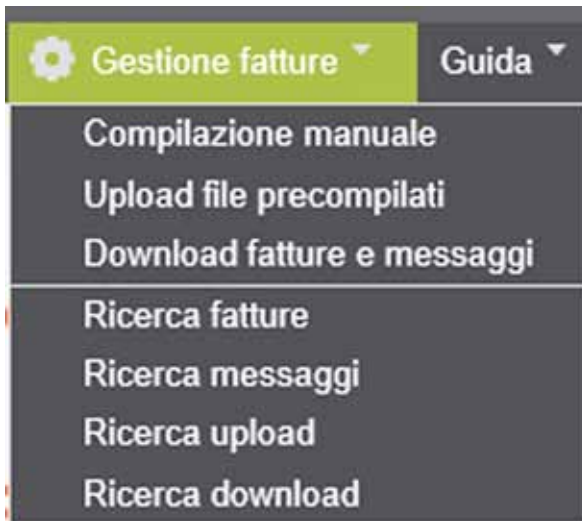 Gestione fatture Guida
Compilazione manuale
Upload file precompilati
Download fatture e messaggi
Ricerca fatture
Ricerca messaggi
Ricerca upload
Ricerca download